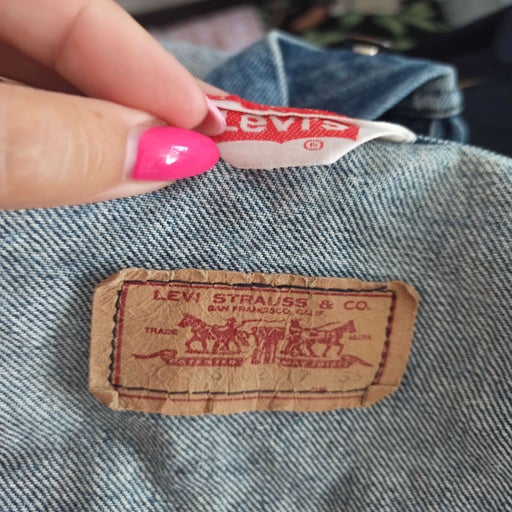 Levi's
®
LEVI STRAUSS & CO.
SAN FRANCISCO, CALIF.
TRADE MARK